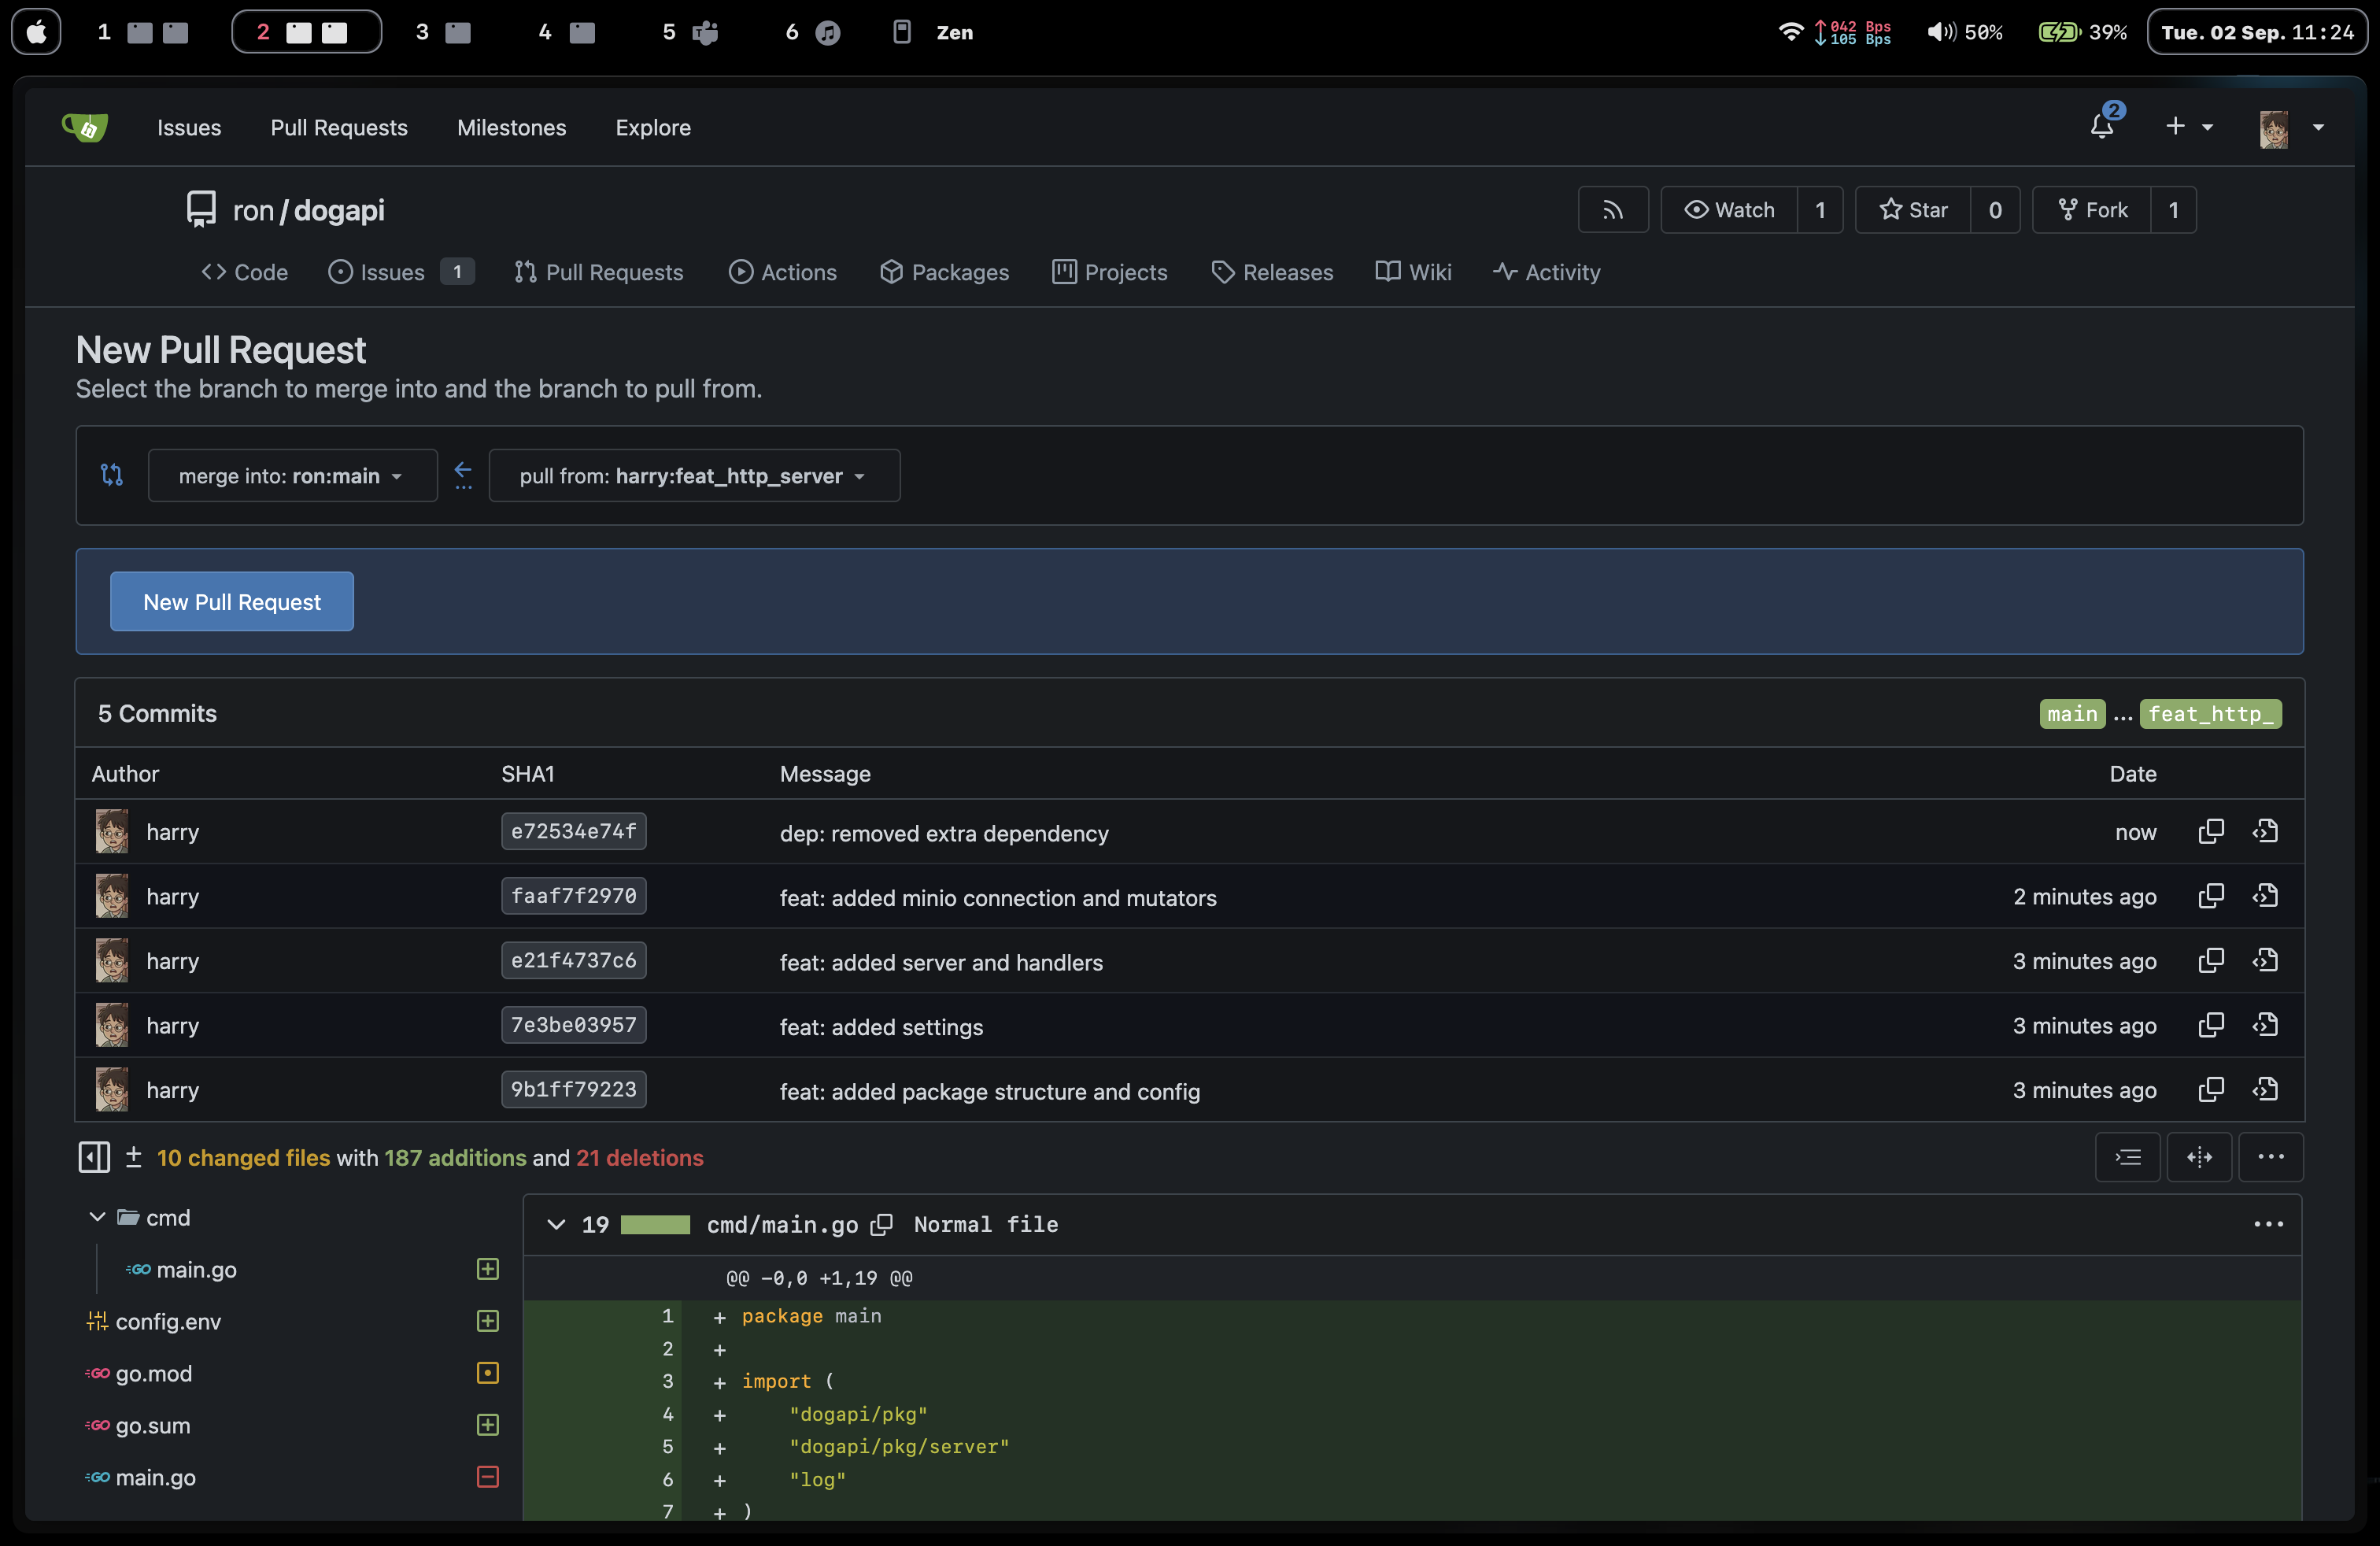 1 2 3 4 5 6 Zen 042 Bps 105 Bps 50% 39% Tue. 02 Sep. 11:24
Issues Pull Requests Milestones Explore 2
ron/dogapi Watch 1 Star 0 Fork 1
Code Issues 1 Pull Requests Actions Packages Projects Releases Wiki Activity
New Pull Request
Select the branch to merge into and the branch to pull from.
merge into: ron:main pull from: harry:feat_http_server
New Pull Request
5 Commits main ... feat_http_
Author SHA1 Message Date
harry e72534e74f dep: removed extra dependency now
harry faaf7f2970 feat: added minio connection and mutators 2 minutes ago
harry e21f4737c6 feat: added server and handlers 3 minutes ago
harry 7e3be03957 feat: added settings 3 minutes ago
harry 9b1ff79223 feat: added package structure and config 3 minutes ago
10 changed files with 187 additions and 21 deletions
cmd
main.go
config.env
go.mod
go.sum
main.go
19 cmd/main.go Normal file
@@ -0,0 +1,19 @@
1 + package main
2 +
3 + import (
4 + "dogapi/pkg"
5 + "dogapi/pkg/server"
6 + "log"
7 + )